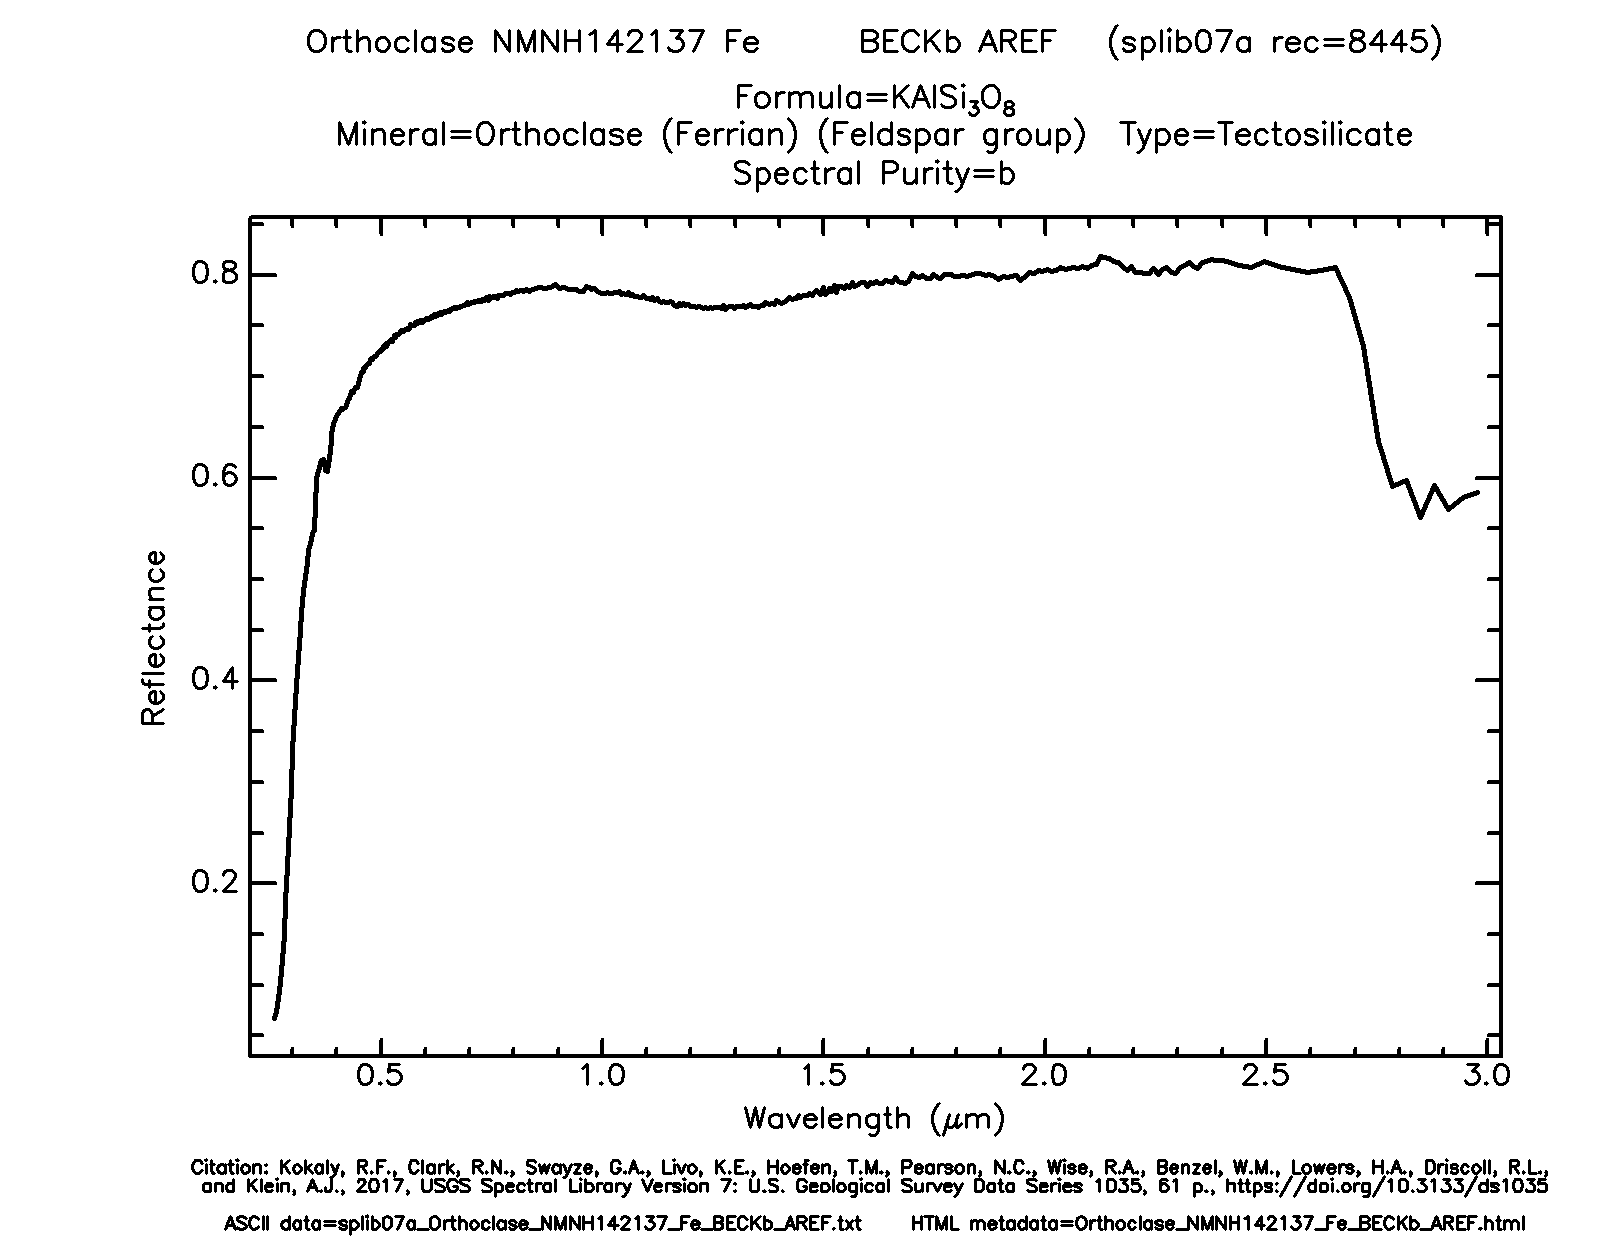 Orthoclase NMNH142137 Fe BECKb AREF (splib07a rec=8445)
Formula=KAlSi₃O₈
Mineral=Orthoclase (Ferrian) (Feldspar group) Type=Tectosilicate
Spectral Purity=b
0.8
0.6
0.4
0.2
Reflectance
0.5 1.0 1.5 2.0 2.5 3.0
Wavelength (μm)
Citation: Kokaly, R.F., Clark, R.N., Swayze, G.A., Livo, K.E., Hoefen, T.M., Pearson, N.C., Wise, R.A., Benzel, W.M., Lowers, H.A., Driscoll, R.L.,
and Klein, A.J., 2017, USGS Spectral Library Version 7: U.S. Geological Survey Data Series 1035, 61 p., https://doi.org/10.3133/ds1035
ASCII data=splib07a_Orthoclase_NMNH142137_Fe_BECKb_AREF.txt HTML metadata=Orthoclase_NMNH142137_Fe_BECKb_AREF.html